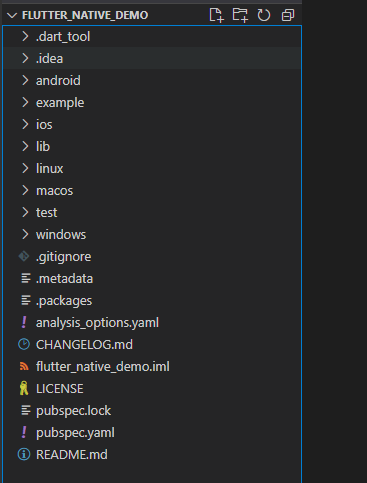 FLUTTER_NATIVE_DEMO
.dart_tool
.idea
android
example
ios
lib
linux
macos
test
windows
.gitignore
.metadata
.packages
analysis_options.yaml
CHANGELOG.md
flutter_native_demo.iml
LICENSE
pubspec.lock
pubspec.yaml
README.md